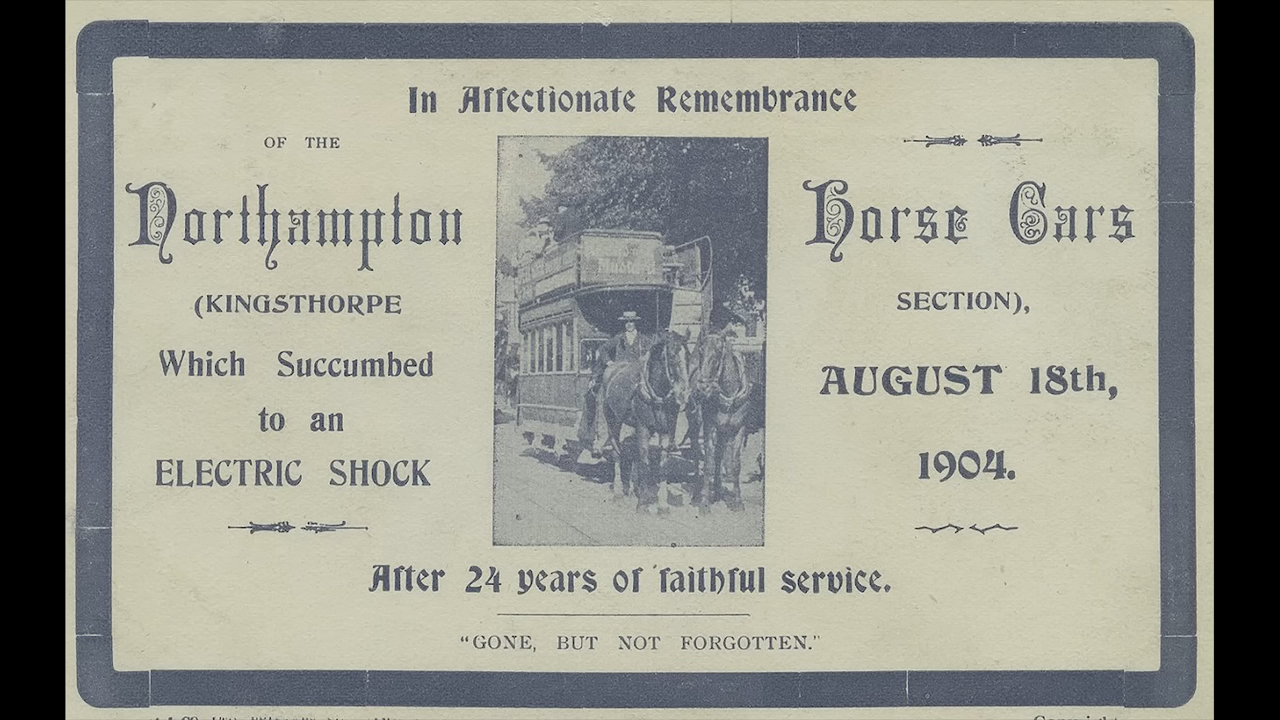 In Affectionate Remembrance
OF THE
Northampton Horse Cars
(KINGSTHORPE SECTION),
Which Succumbed
to an
ELECTRIC SHOCK
AUGUST 18th,
1904.
After 24 years of faithful service.
"GONE, BUT NOT FORGOTTEN."
Copyright